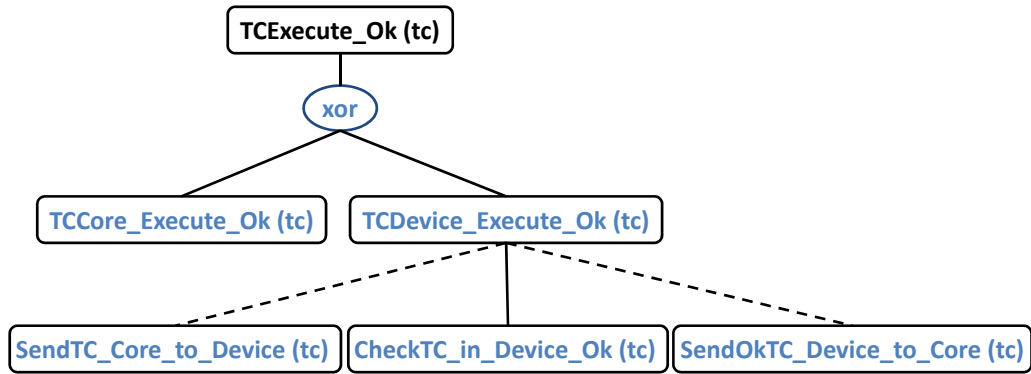 TCExecute_Ok (tc)
xor
TCCore_Execute_Ok (tc)
TCDevice_Execute_Ok (tc)
SendTC_Core_to_Device (tc)
CheckTC_in_Device_Ok (tc)
SendOkTC_Device_to_Core (tc)